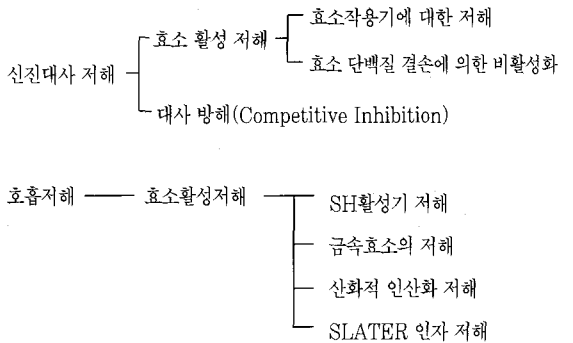 효소작용기에 대한 저해
효소 활성 저해
효소 단백질 결손에 의한 비활성화
신진대사 저해
대사 방해(Competitive Inhibition)
호흡저해
효소활성저해
SH활성기 저해
금속효소의 저해
산화적 인산화 저해
SLATER 인자 저해